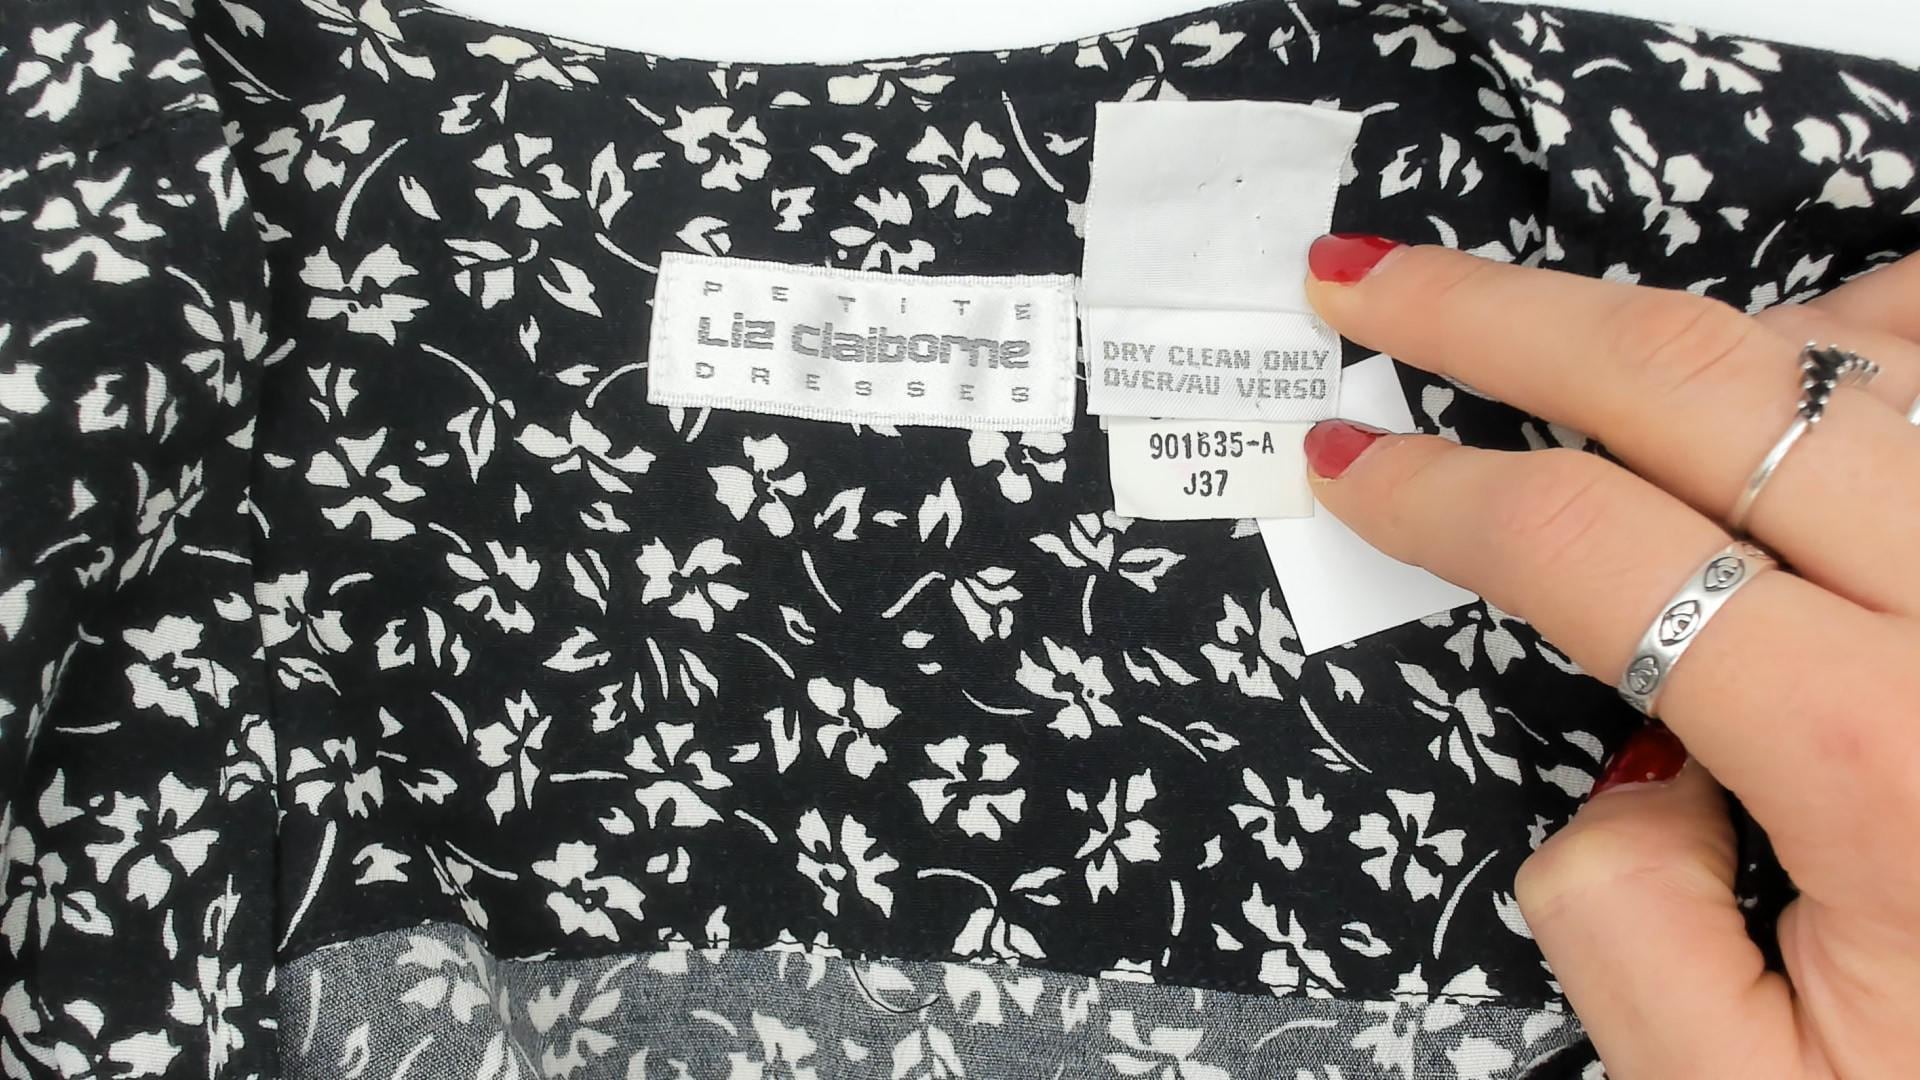 PETITE
Liz claiborne
DRESSES
DRY CLEAN ONLY
OVER/AU VERSO
901635-A
J37